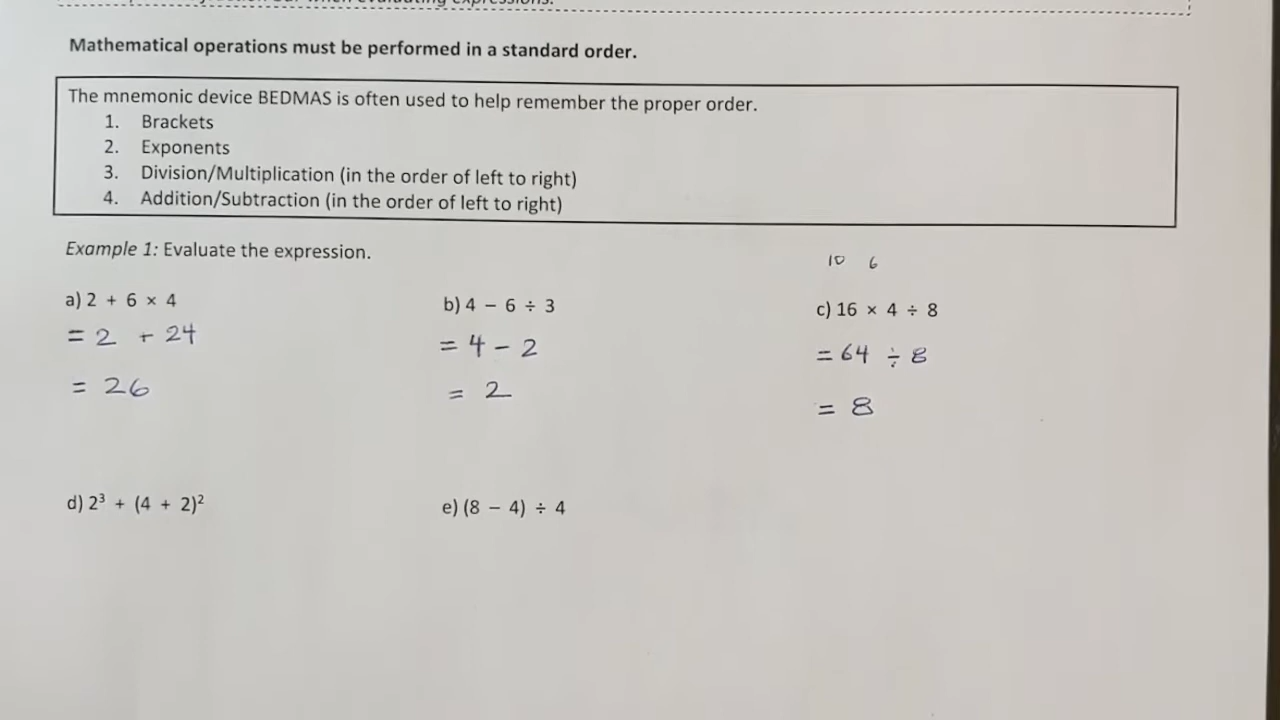 evaluating expressions.
Mathematical operations must be performed in a standard order.
The mnemonic device BEDMAS is often used to help remember the proper order.
1. Brackets
2. Exponents
3. Division/Multiplication (in the order of left to right)
4. Addition/Subtraction (in the order of left to right)
Example 1: Evaluate the expression.
10 6
a) 2 + 6 × 4 b) 4 − 6 ÷ 3 c) 16 × 4 ÷ 8
= 2 + 24 = 4 − 2 = 64 ÷ 8
= 26 = 2 = 8
d) 2³ + (4 + 2)² e) (8 − 4) ÷ 4